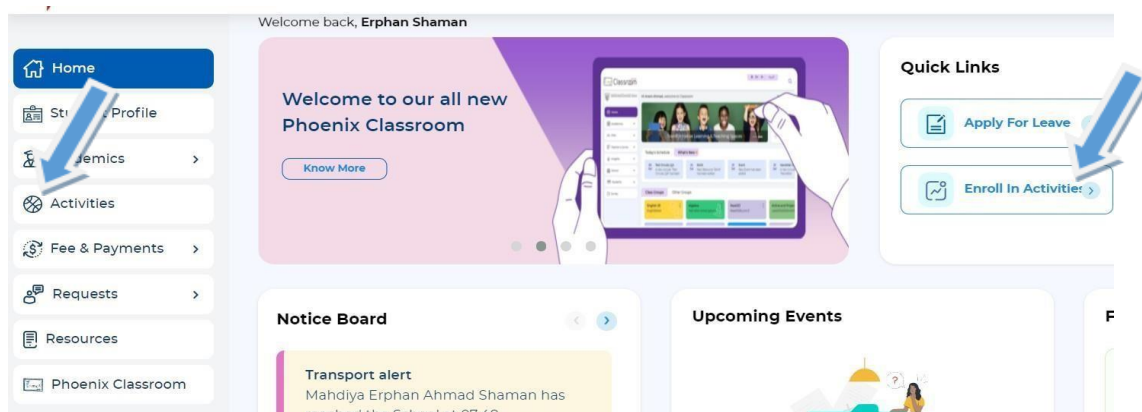 Welcome back, Erphan Shaman
Home
Profile
Activities
Fee & Payments
Requests
Resources
Phoenix Classroom
Welcome to our all new
Phoenix Classroom
Know More
Quick Links
Apply For Leave
Enroll In Activities
Notice Board
Transport alert
Mahdiya Erphan Ahmad Shaman has
Upcoming Events